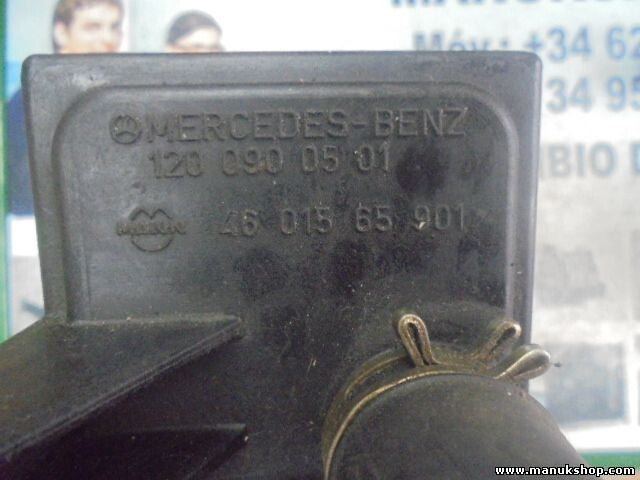 Móv.: +34 62
34 95
MBIO D
MERCEDES-BENZ
120 090 05 01
MANN 46 015 65 901
www.manukshop.com